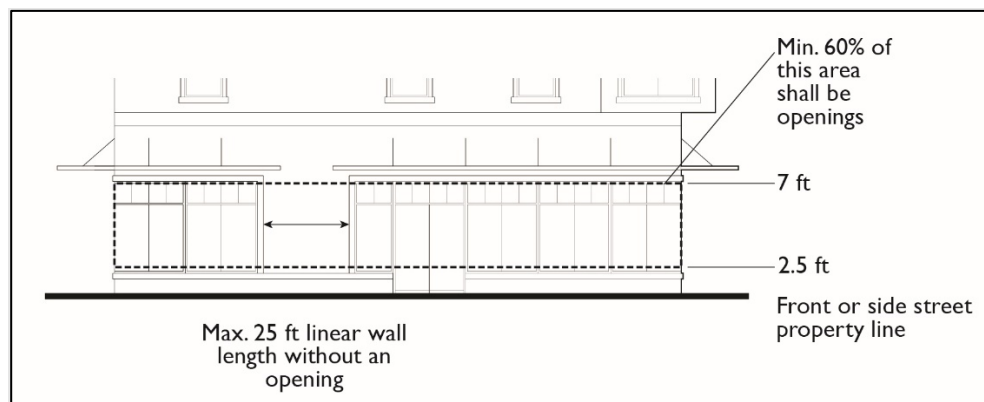 Min. 60% of
this area
shall be
openings
7 ft
2.5 ft
Front or side street
property line
Max. 25 ft linear wall
length without an
opening